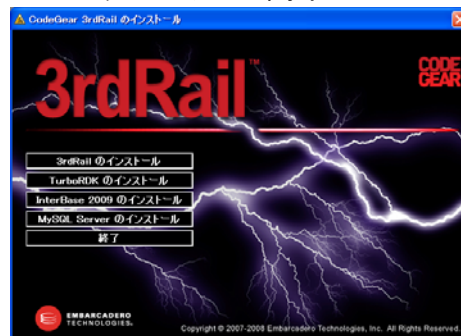 CodeGear 3rdRail のインストール
3rdRail™
CODE
GEAR
3rdRail のインストール
TurboRDK のインストール
InterBase 2009 のインストール
MySQL Server のインストール
終了
EMBARCADERO
TECHNOLOGIES.
Copyright © 2007-2008 Embarcadero Technologies, Inc. All Rights Reserved.